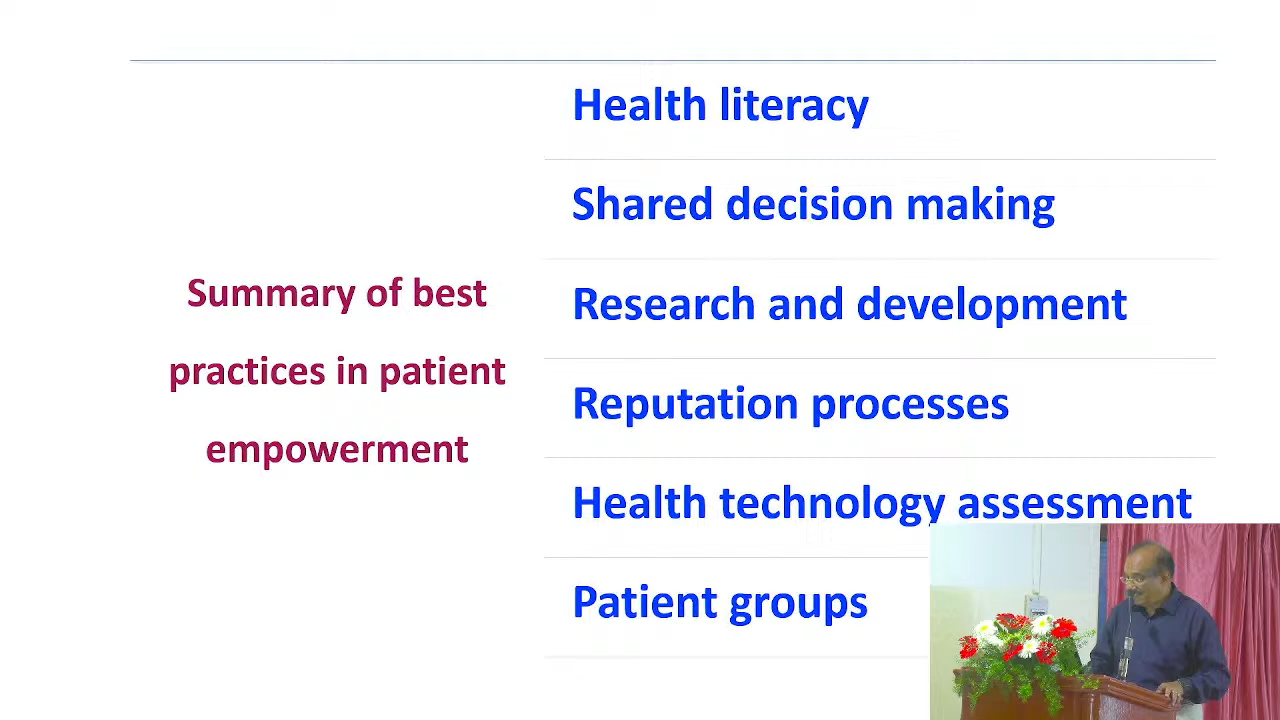 Summary of best
practices in patient
empowerment
Health literacy
Shared decision making
Research and development
Reputation processes
Health technology assessment
Patient groups